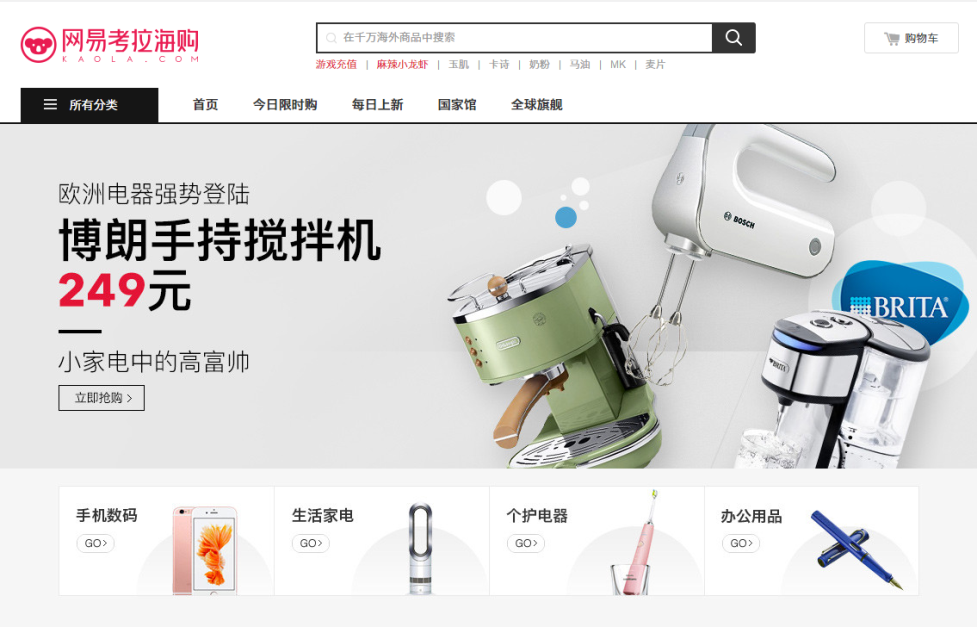 网易考拉海购
KAOLA.COM
在千万海外商品中搜索
购物车
游戏充值 | 麻辣小龙虾 | 玉肌 | 卡诗 | 奶粉 | 马油 | MK | 麦片
所有分类 首页 今日限时购 每日上新 国家馆 全球旗舰
欧洲电器强势登陆
博朗手持搅拌机
249元
小家电中的高富帅
立即抢购 >
BOSCH
BRITA
BRITA
手机数码
GO>
生活家电
GO>
个护电器
GO>
办公用品
GO>